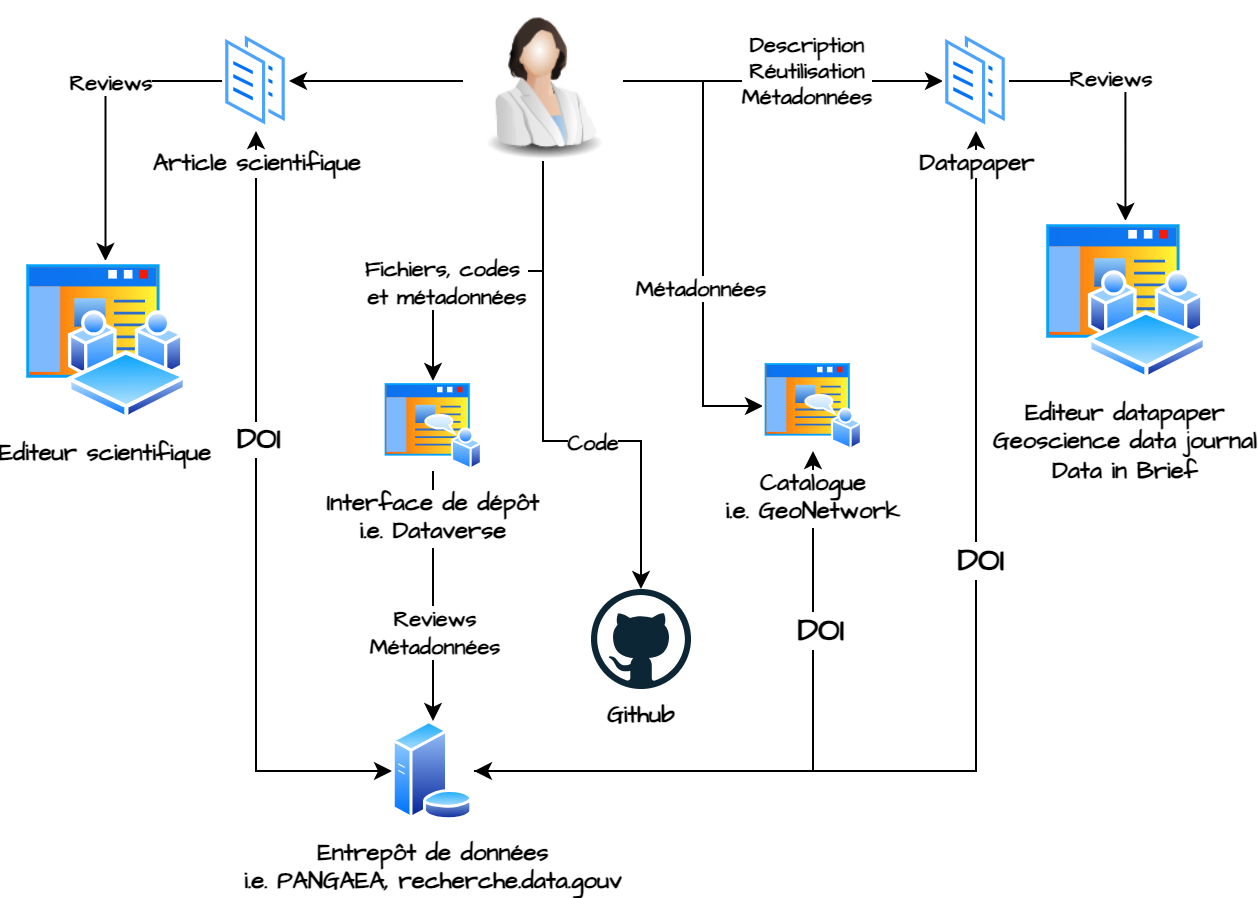 Description
Réutilisation
Métadonnées
Reviews
Reviews
Article scientifique
Datapaper
Fichiers, codes
et métadonnées
Métadonnées
Editeur scientifique
DOI
Code
Editeur datapaper
Geoscience data journal
Data in Brief
Interface de dépôt
i.e. Dataverse
Catalogue
i.e. GeoNetwork
DOI
Reviews
Métadonnées
DOI
Github
Entrepôt de données
i.e. PANGAEA, recherche.data.gouv